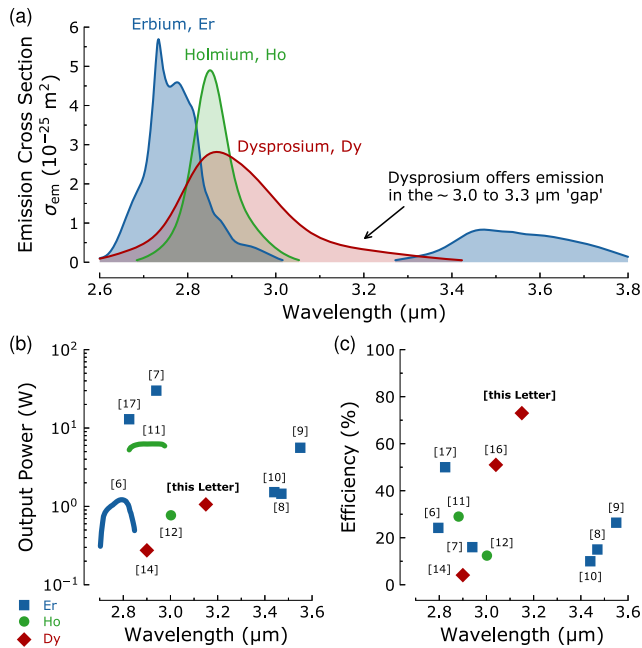 (a)
Erbium, Er
Holmium, Ho
Dysprosium, Dy
Dysprosium offers emission
in the ~ 3.0 to 3.3 μm 'gap'
Emission Cross Section
σem (10⁻²⁵ m²)
6
5
4
3
2
1
0
2.6 2.8 3.0 3.2 3.4 3.6 3.8
Wavelength (μm)
(b)
Output Power (W)
10²
10¹
10⁰
10⁻¹
[7]
[17]
[11]
[9]
[6]
[this Letter]
[10]
[8]
[12]
[14]
2.8 3.0 3.2 3.4 3.6
Wavelength (μm)
Er
Ho
Dy
(c)
Efficiency (%)
100
80
60
40
20
0
[this Letter]
[17]
[16]
[6]
[11]
[9]
[7]
[12]
[8]
[14]
[10]
2.8 3.0 3.2 3.4 3.6
Wavelength (μm)